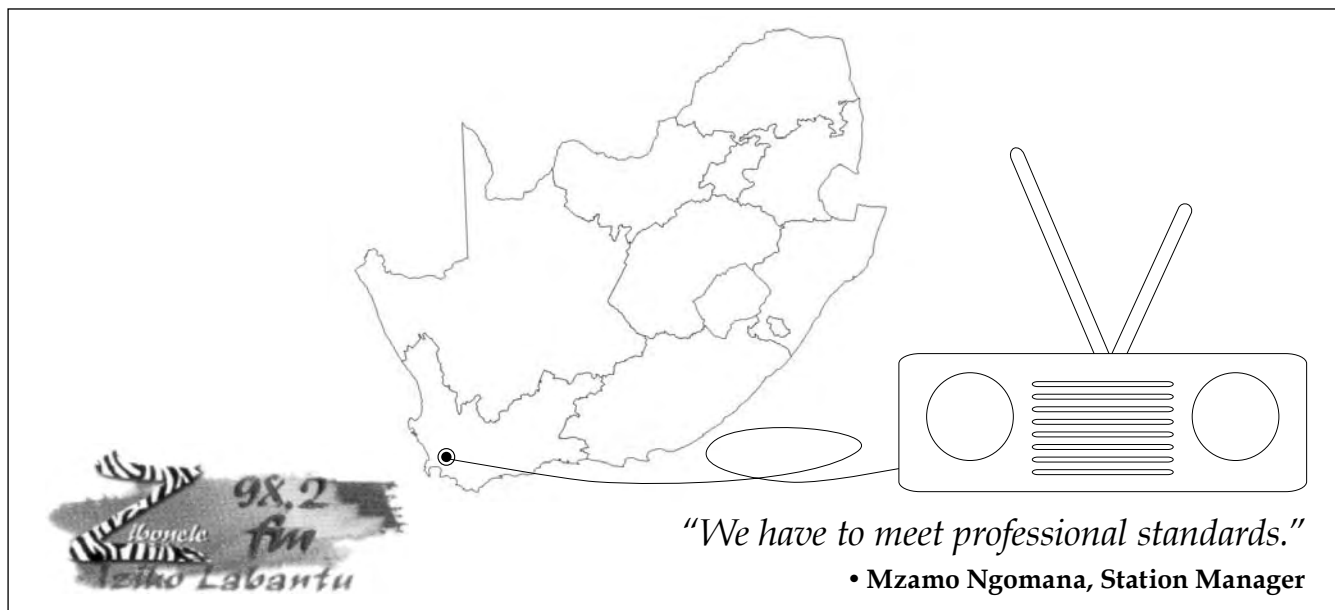 98.2
Zibonele fm
Iziko Labantu
“We have to meet professional standards.”
• Mzamo Ngomana, Station Manager